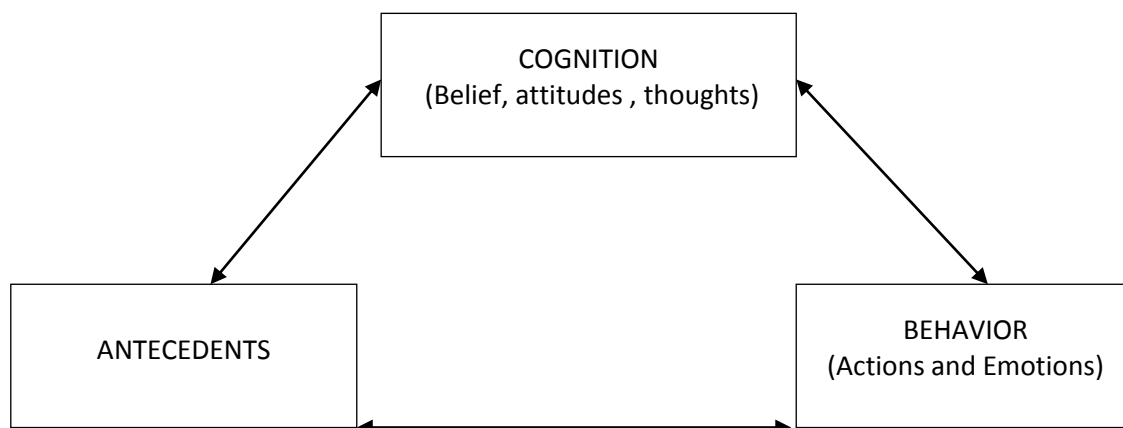 COGNITION
(Belief, attitudes , thoughts)
ANTECEDENTS
BEHAVIOR
(Actions and Emotions)